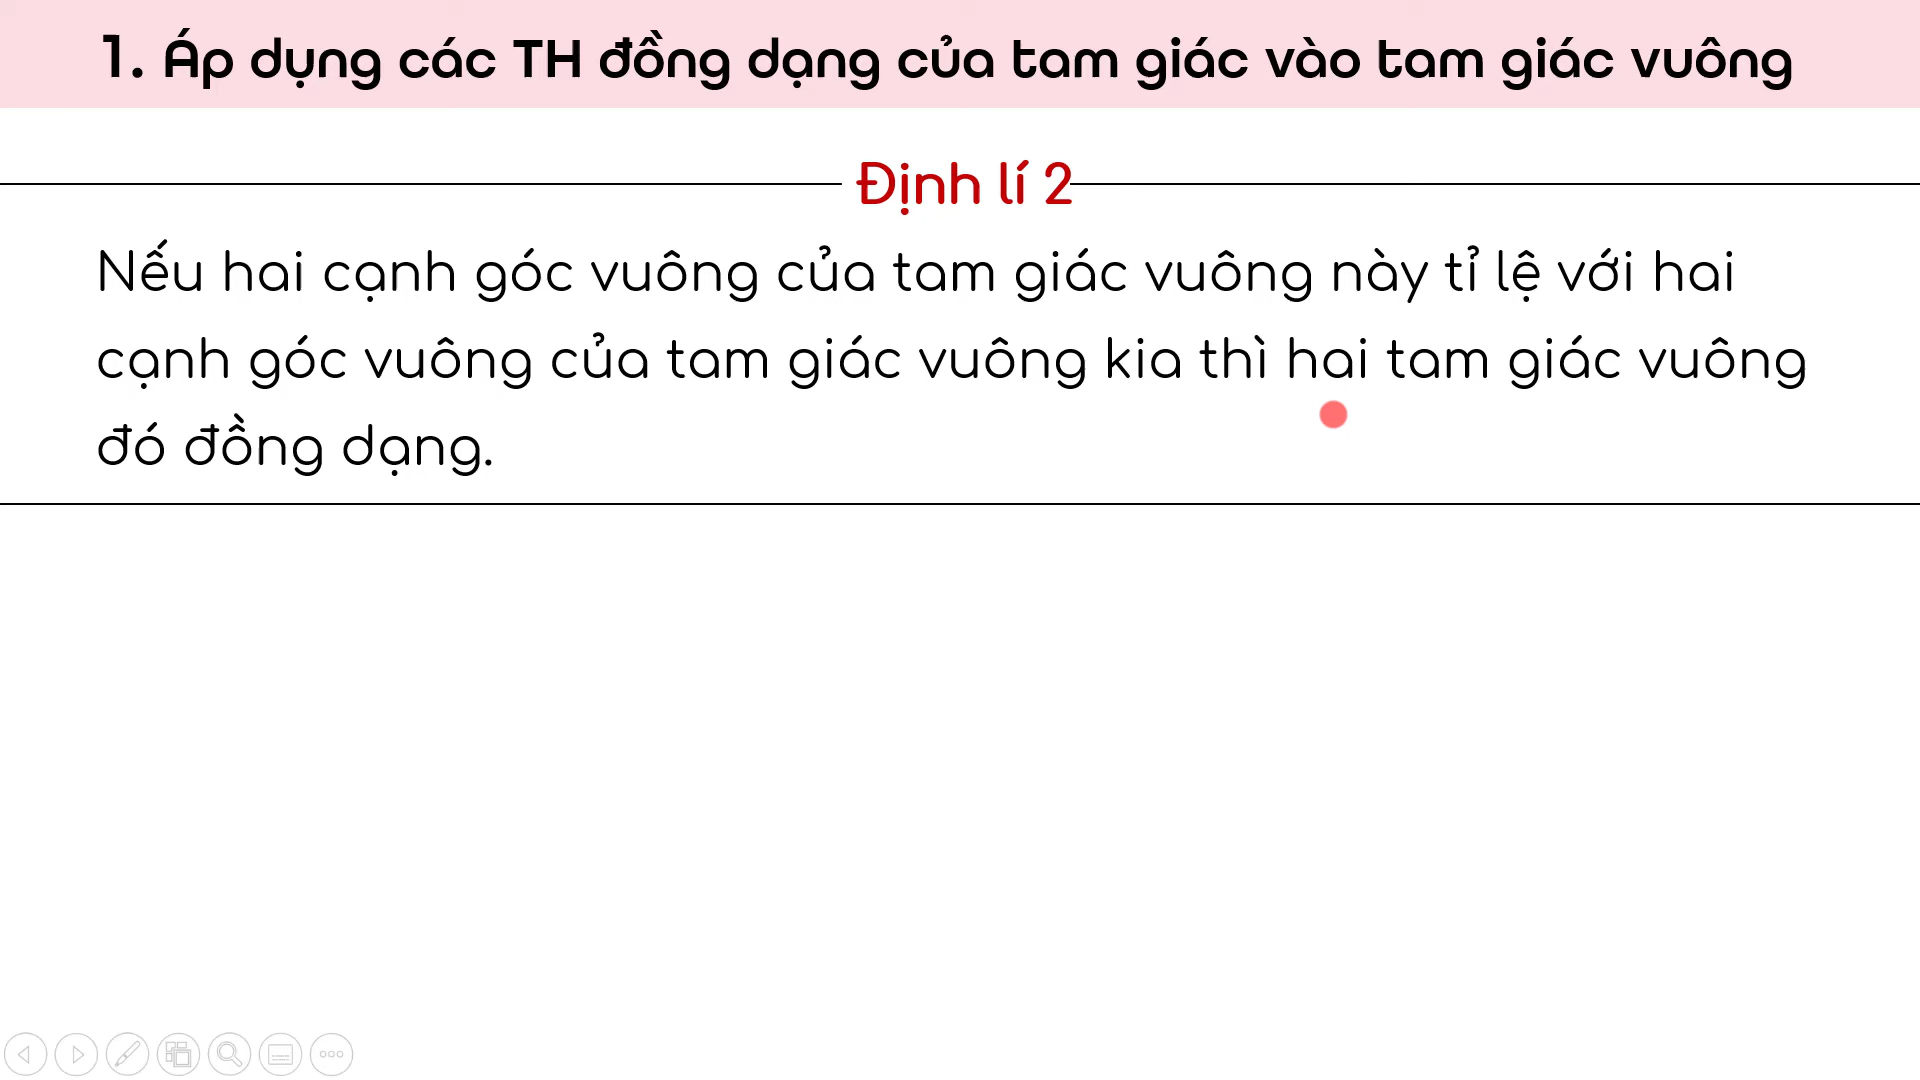 1. Áp dụng các TH đồng dạng của tam giác vào tam giác vuông
Định lí 2
Nếu hai cạnh góc vuông của tam giác vuông này tỉ lệ với hai
cạnh góc vuông của tam giác vuông kia thì hai tam giác vuông
đó đồng dạng.